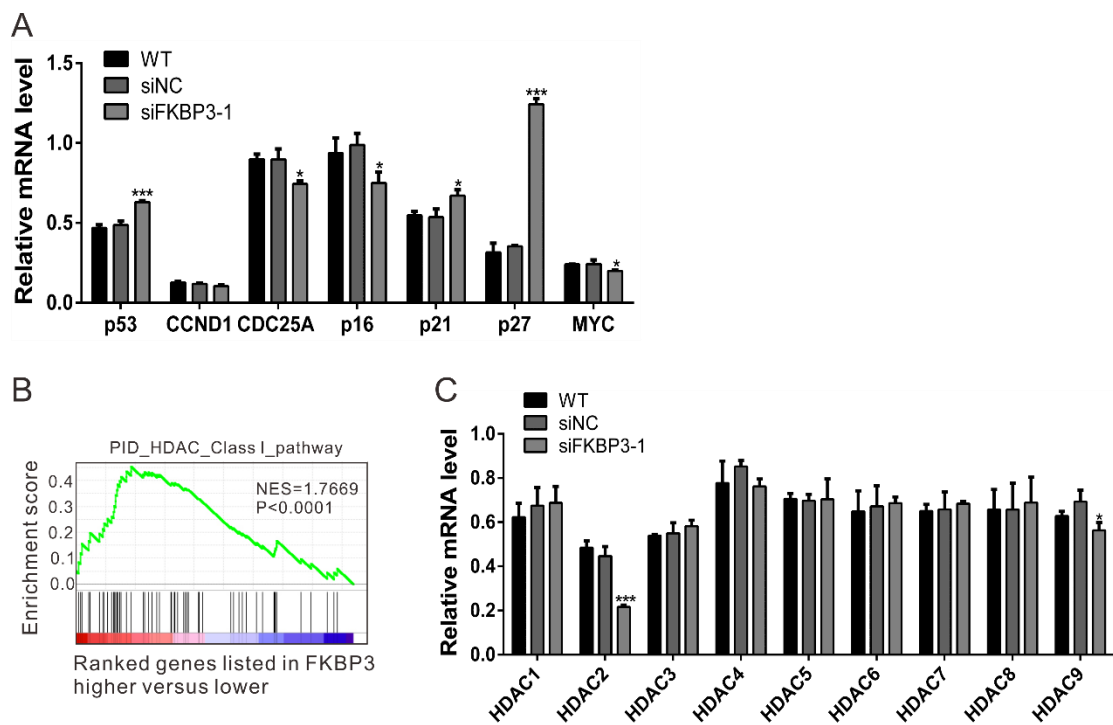 A
WT
siNC
siFKBP3-1
Relative mRNA level
1.5
1.0
0.5
0.0
***
*
*
*
***
*
p53 CCND1 CDC25A p16 p21 p27 MYC
B
PID_HDAC_Class I_pathway
Enrichment score
0.4
0.3
0.2
0.1
0.0
NES=1.7669
P<0.0001
Ranked genes listed in FKBP3
higher versus lower
C
WT
siNC
siFKBP3-1
Relative mRNA level
1.0
0.8
0.6
0.4
0.2
0.0
***
*
HDAC1 HDAC2 HDAC3 HDAC4 HDAC5 HDAC6 HDAC7 HDAC8 HDAC9